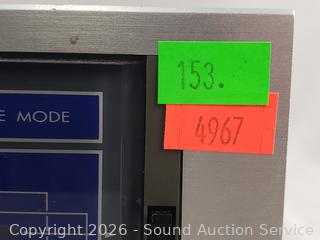 153.
E MODE
4967
Copyright 2026 - Sound Auction Service